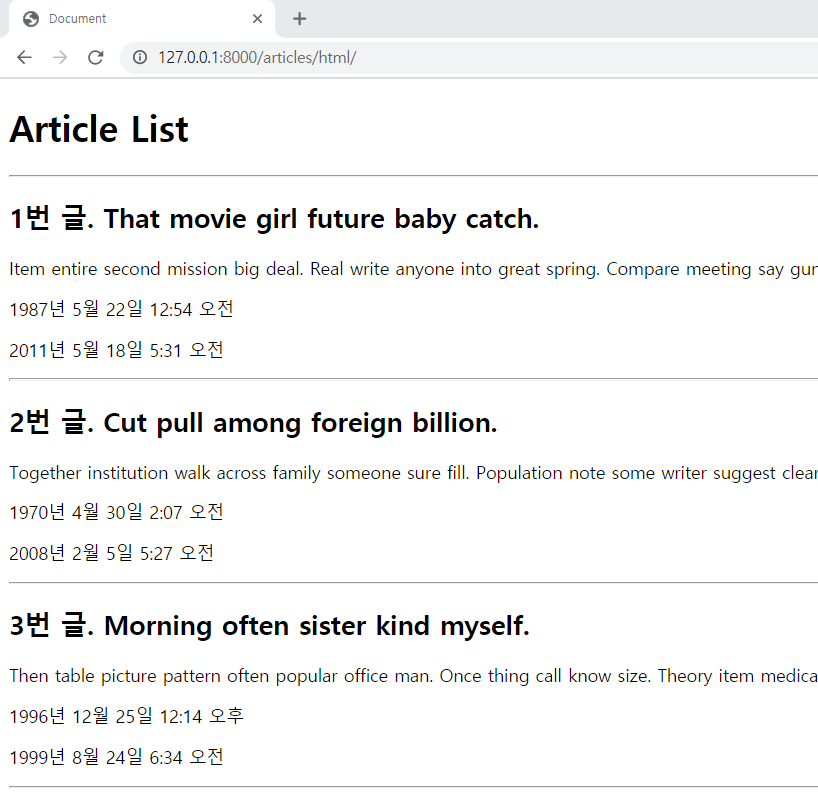 Document
127.0.0.1:8000/articles/html/
Article List
1번 글. That movie girl future baby catch.
Item entire second mission big deal. Real write anyone into great spring. Compare meeting say gun
1987년 5월 22일 12:54 오전
2011년 5월 18일 5:31 오전
2번 글. Cut pull among foreign billion.
Together institution walk across family someone sure fill. Population note some writer suggest clear
1970년 4월 30일 2:07 오전
2008년 2월 5일 5:27 오전
3번 글. Morning often sister kind myself.
Then table picture pattern often popular office man. Once thing call know size. Theory item medica
1996년 12월 25일 12:14 오후
1999년 8월 24일 6:34 오전